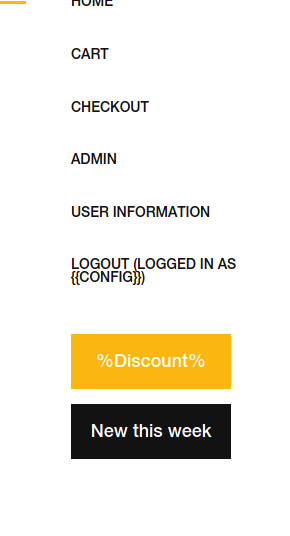 HOME
CART
CHECKOUT
ADMIN
USER INFORMATION
LOGOUT (LOGGED IN AS
{{CONFIG}})
%Discount%
New this week